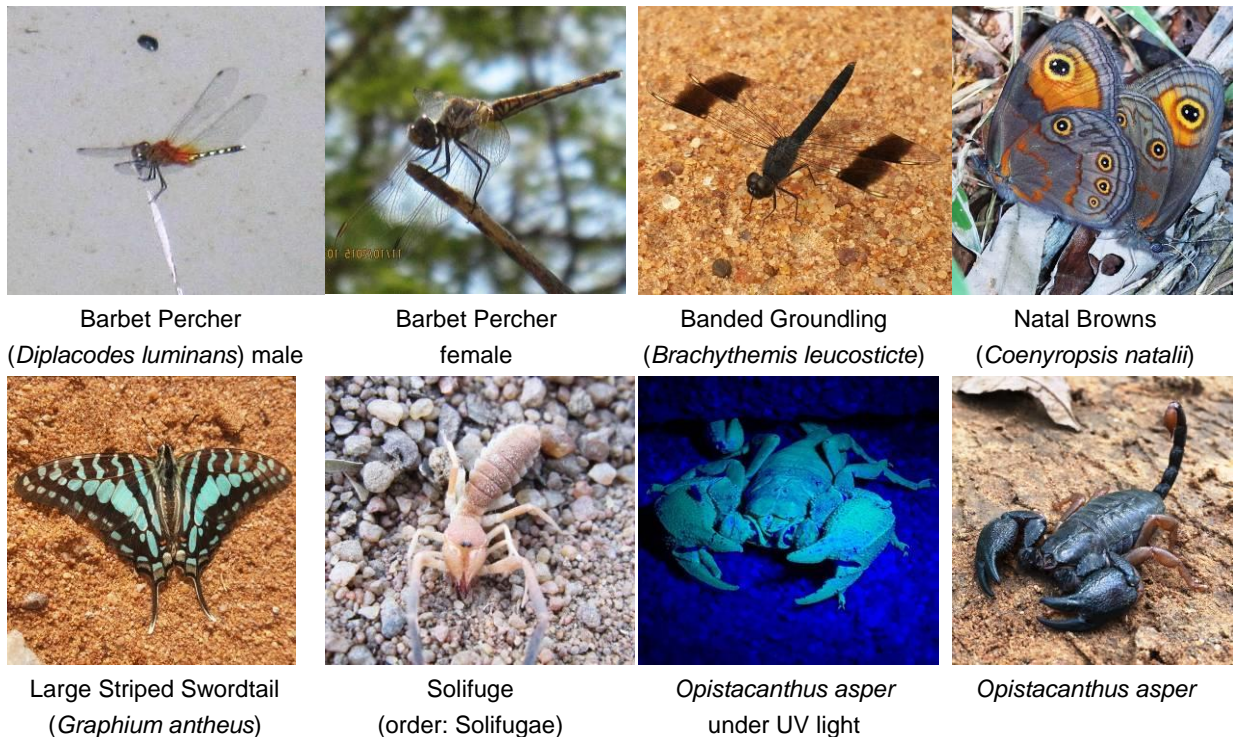 Barbet Percher
(Diplacodes luminans) male
Barbet Percher
female
Banded Groundling
(Brachythemis leucosticte)
Natal Browns
(Coenyropsis natalii)
Large Striped Swordtail
(Graphium antheus)
Solifuge
(order: Solifugae)
Opistacanthus asper
under UV light
Opistacanthus asper